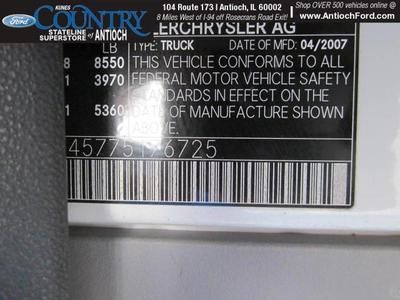 KUNES
COUNTRY
STATELINE
SUPERSTORE of ANTIOCH
104 Route 173 | Antioch, IL 60002
8 Miles West of I-94 off Rosecrans Road Exit!
Shop OVER 500 vehicles online @
AntiochFord.com
LERCHRYSLER AG
LB TYPE: TRUCK DATE OF MFD: 04/2007
8 8550 THIS VEHICLE CONFORMS TO ALL
1 3970 FEDERAL MOTOR VEHICLE SAFETY
STANDARDS IN EFFECT ON THE
1 5360 DATE OF MANUFACTURE SHOWN
ABOVE.